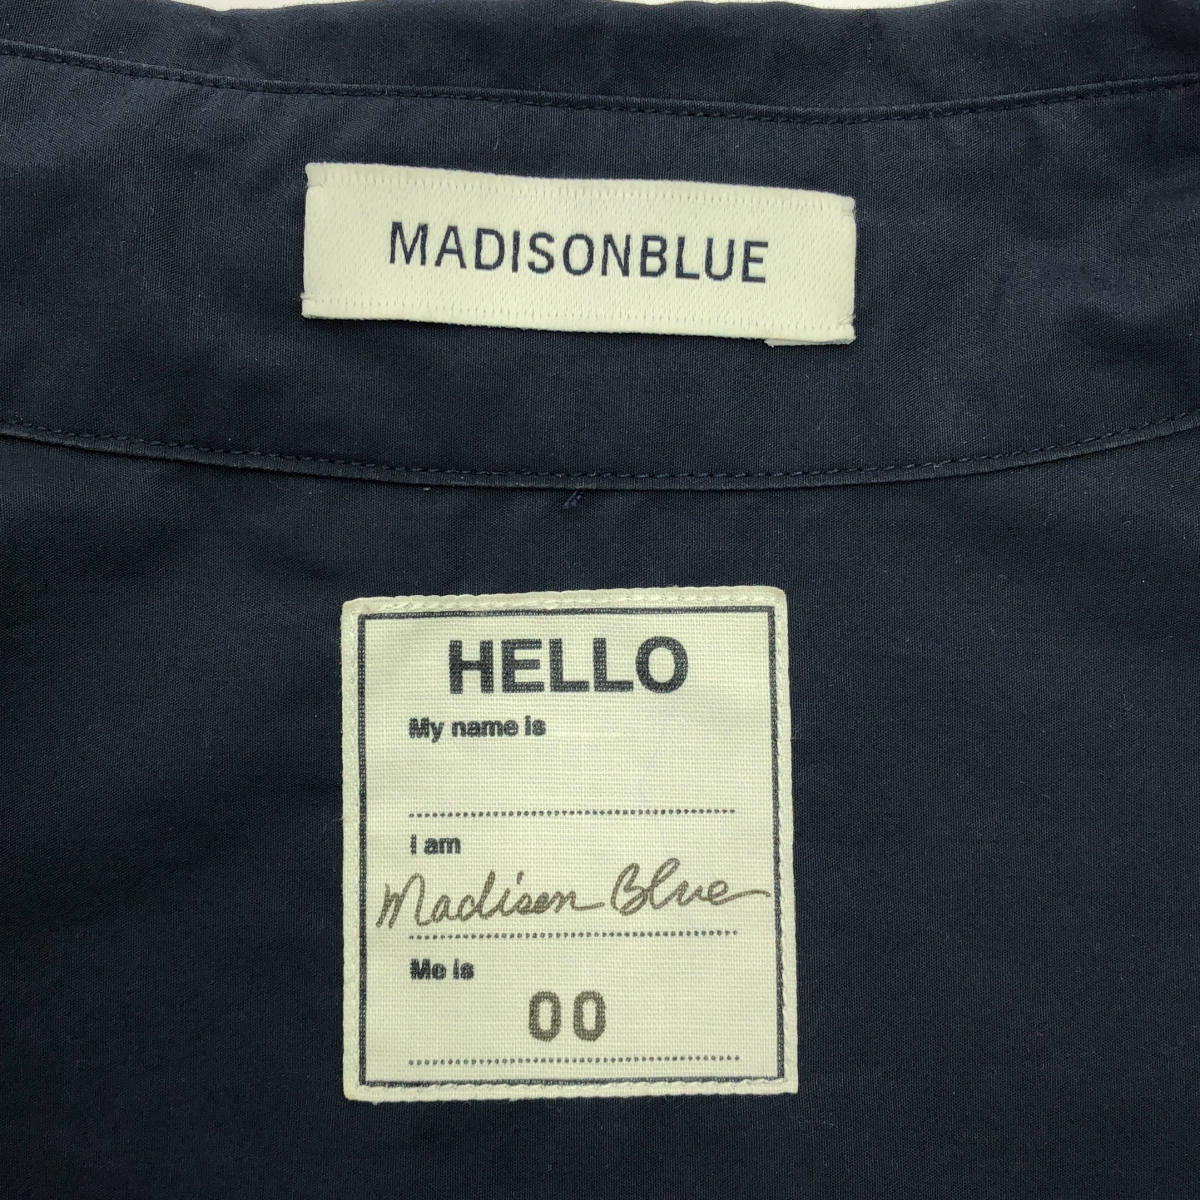 MADISONBLUE
HELLO
My name is
I am
Madison Blue
Me is
00